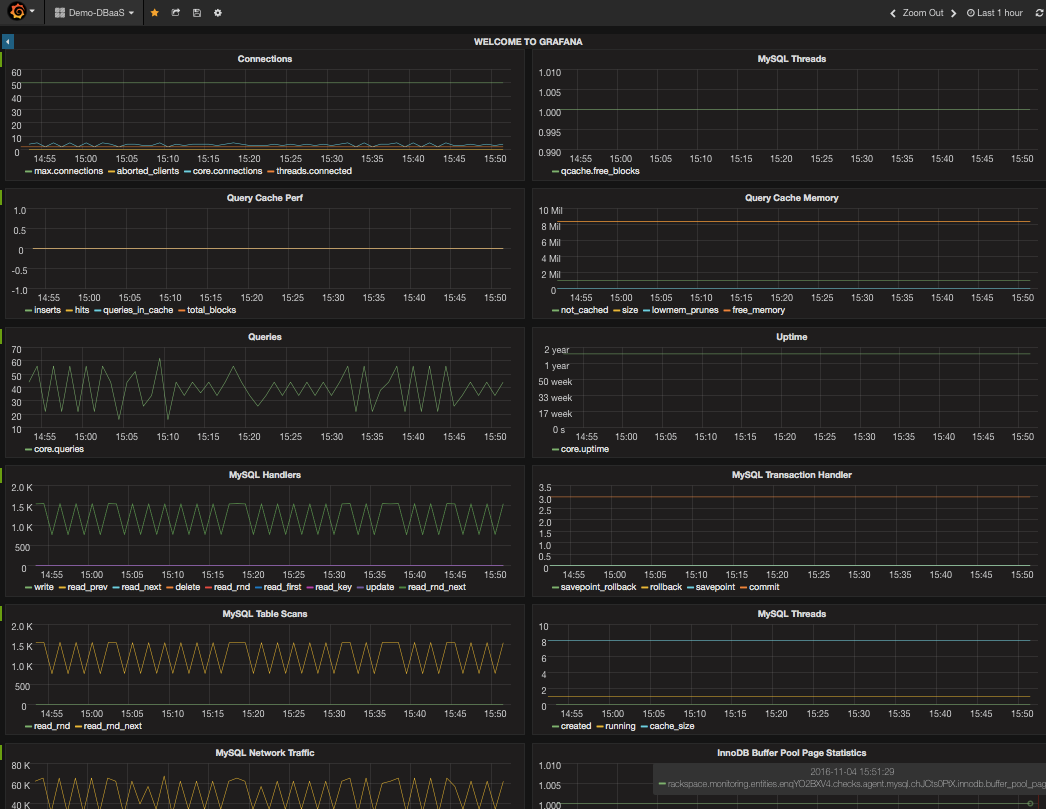 Demo-DBaaS
Zoom Out
Last 1 hour
WELCOME TO GRAFANA
Connections
60
50
40
30
20
10
0
14:55 15:00 15:05 15:10 15:15 15:20 15:25 15:30 15:35 15:40 15:45 15:50
max.connections aborted_clients core.connections threads.connected
MySQL Threads
1.010
1.005
1.000
0.995
0.990
14:55 15:00 15:05 15:10 15:15 15:20 15:25 15:30 15:35 15:40 15:45 15:50
qcache.free_blocks
Query Cache Perf
1.0
0.5
0
-0.5
-1.0
14:55 15:00 15:05 15:10 15:15 15:20 15:25 15:30 15:35 15:40 15:45 15:50
inserts hits queries_in_cache total_blocks
Query Cache Memory
10 Mil
8 Mil
6 Mil
4 Mil
2 Mil
0
14:55 15:00 15:05 15:10 15:15 15:20 15:25 15:30 15:35 15:40 15:45 15:50
not_cached size lowmem_prunes free_memory
Queries
70
60
50
40
30
20
10
14:55 15:00 15:05 15:10 15:15 15:20 15:25 15:30 15:35 15:40 15:45 15:50
core.queries
Uptime
2 year
1 year
50 week
33 week
17 week
0 s
14:55 15:00 15:05 15:10 15:15 15:20 15:25 15:30 15:35 15:40 15:45 15:50
core.uptime
MySQL Handlers
2.0 K
1.5 K
1.0 K
500
0
14:55 15:00 15:05 15:10 15:15 15:20 15:25 15:30 15:35 15:40 15:45 15:50
write read_prev read_next delete read_rnd read_first read_key update read_rnd_next
MySQL Transaction Handler
3.5
3.0
2.5
2.0
1.5
1.0
0.5
0
14:55 15:00 15:05 15:10 15:15 15:20 15:25 15:30 15:35 15:40 15:45 15:50
savepoint_rollback rollback savepoint commit
MySQL Table Scans
2.0 K
1.5 K
1.0 K
500
0
14:55 15:00 15:05 15:10 15:15 15:20 15:25 15:30 15:35 15:40 15:45 15:50
read_rnd read_rnd_next
MySQL Threads
10
8
6
4
2
0
14:55 15:00 15:05 15:10 15:15 15:20 15:25 15:30 15:35 15:40 15:45 15:50
created running cache_size
MySQL Network Traffic
80 K
60 K
40 K
InnoDB Buffer Pool Page Statistics
1.010
1.005
1.000
2016-11-04 15:51:29